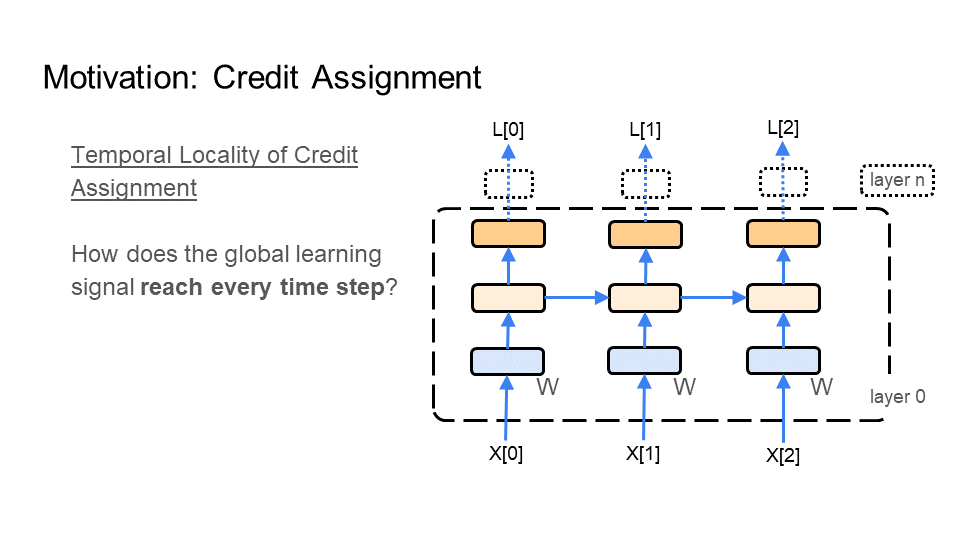 Motivation: Credit Assignment
Temporal Locality of Credit
Assignment
How does the global learning
signal reach every time step?
L[0]
L[1]
L[2]
layer n
W
W
W
layer 0
X[0]
X[1]
X[2]